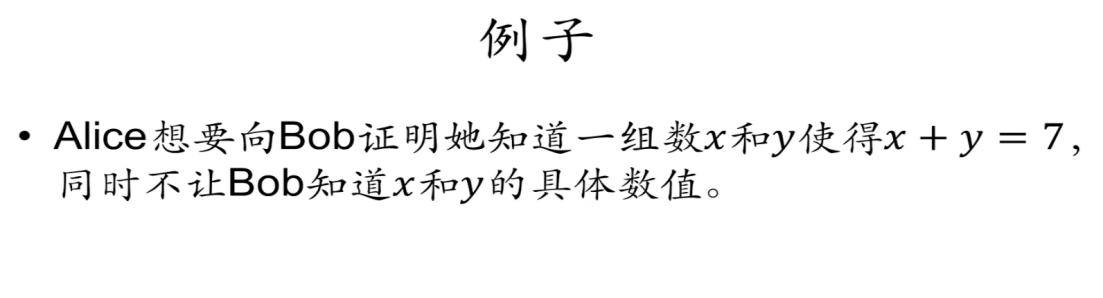 例子
• Alice想要向Bob证明她知道一组数x和y使得x + y = 7,
同时不让Bob知道x和y的具体数值。